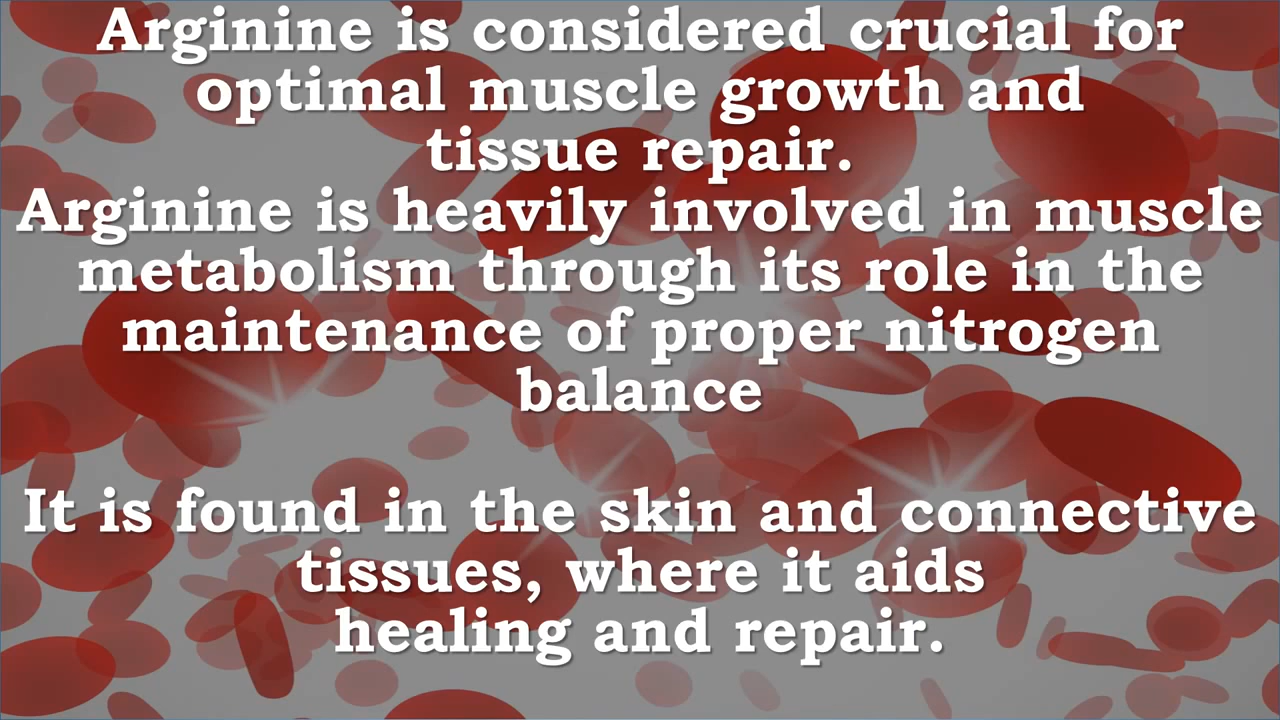 Arginine is considered crucial for
optimal muscle growth and
tissue repair.
Arginine is heavily involved in muscle
metabolism through its role in the
maintenance of proper nitrogen
balance
It is found in the skin and connective
tissues, where it aids
healing and repair.